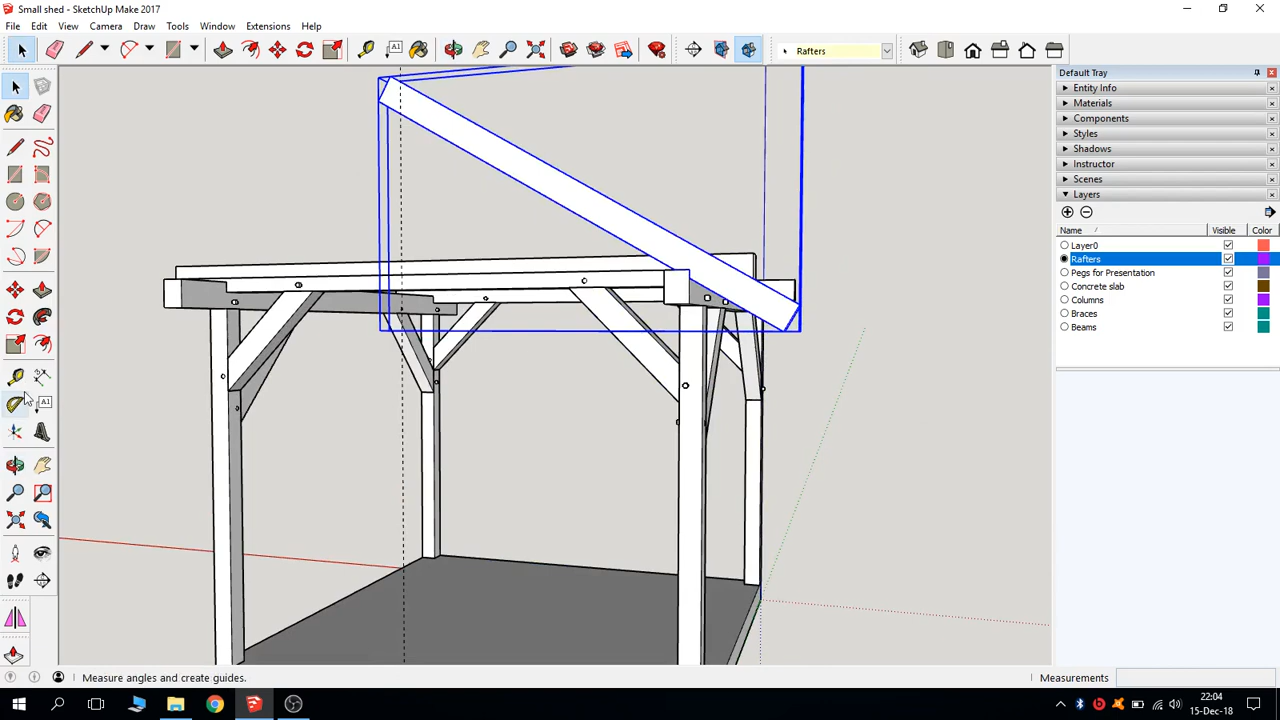 Small shed - SketchUp Make 2017
File Edit View Camera Draw Tools Window Extensions Help
A1
Rafters
Default Tray
Entity Info
Materials
Components
Styles
Shadows
Instructor
Scenes
Layers
Name Visible Color
Layer0
Rafters
Pegs for Presentation
Concrete slab
Columns
Braces
Beams
A1
Measure angles and create guides.
Measurements
22:04
15-Dec-18